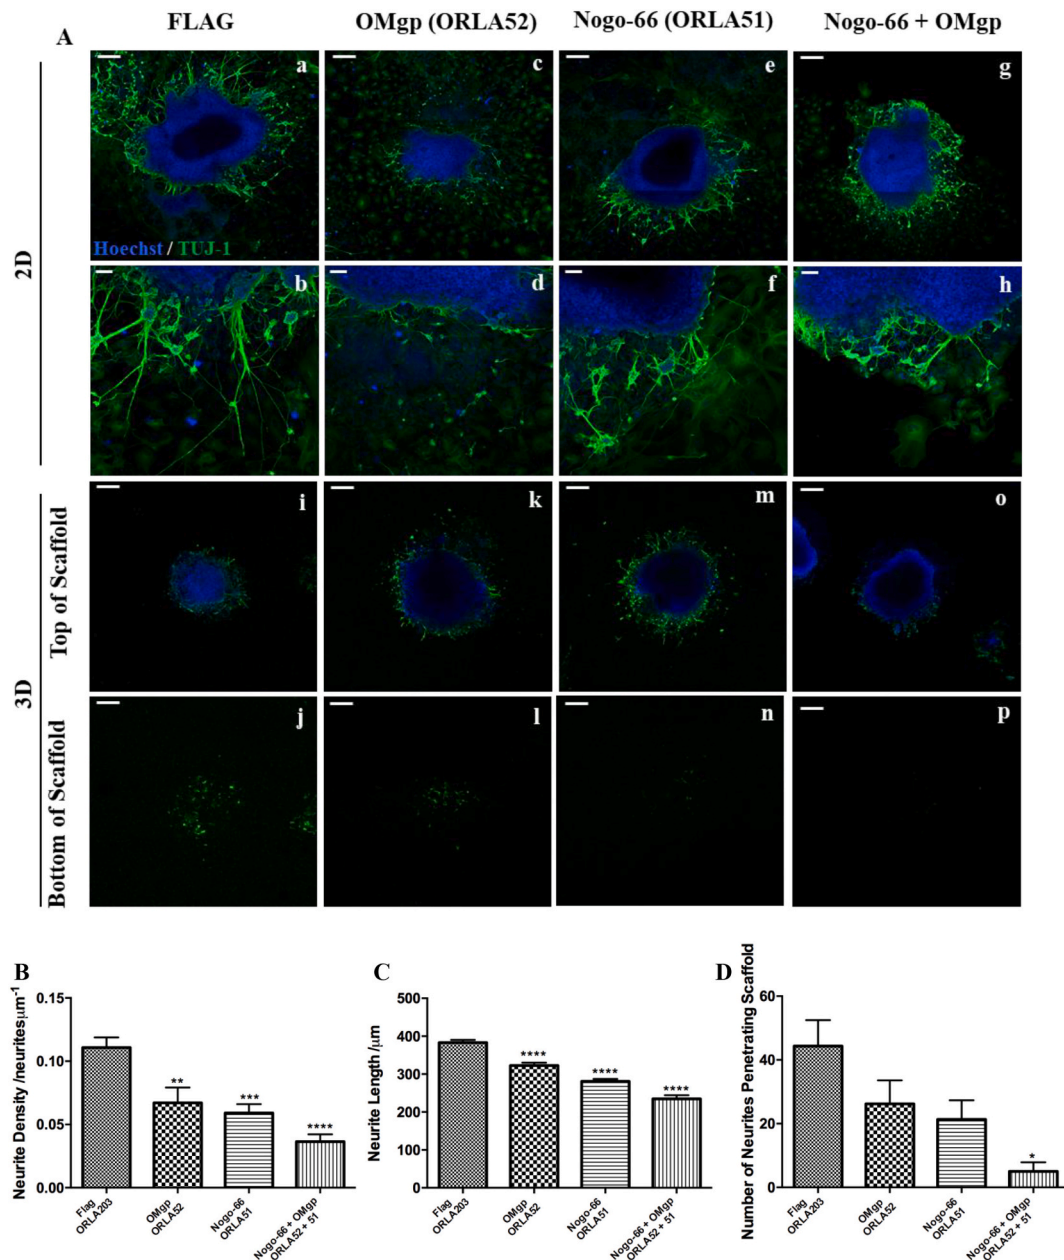 FLAG OMgp (ORLA52) Nogo-66 (ORLA51) Nogo-66 + OMgp
A
2D
a c e g
Hoechst / TUJ-1
b d f h
3D
Top of Scaffold
i k m o
Bottom of Scaffold
j l n p
B
Neurite Density /neuritesµm-1
0.15
0.10
0.05
0.00
**
***
****
Flag
ORLA203
OMgp
ORLA52
Nogo-66
ORLA51
Nogo-66 + OMgp
ORLA52 + 51
C
Neurite Length /µm
500
400
300
200
100
0
****
****
****
Flag
ORLA203
OMgp
ORLA52
Nogo-66
ORLA51
Nogo-66 + OMgp
ORLA52 + 51
D
Number of Neurites Penetrating Scaffold
60
40
20
0
*
Flag
ORLA203
OMgp
ORLA52
Nogo-66
ORLA51
Nogo-66 + OMgp
ORLA52 + 51